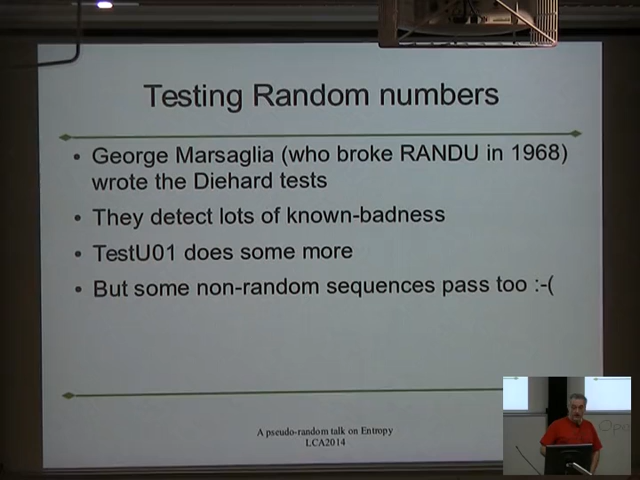 Testing Random numbers
• George Marsaglia (who broke RANDU in 1968)
wrote the Diehard tests
• They detect lots of known-badness
• TestU01 does some more
• But some non-random sequences pass too :-(
A pseudo-random talk on Entropy
LCA2014